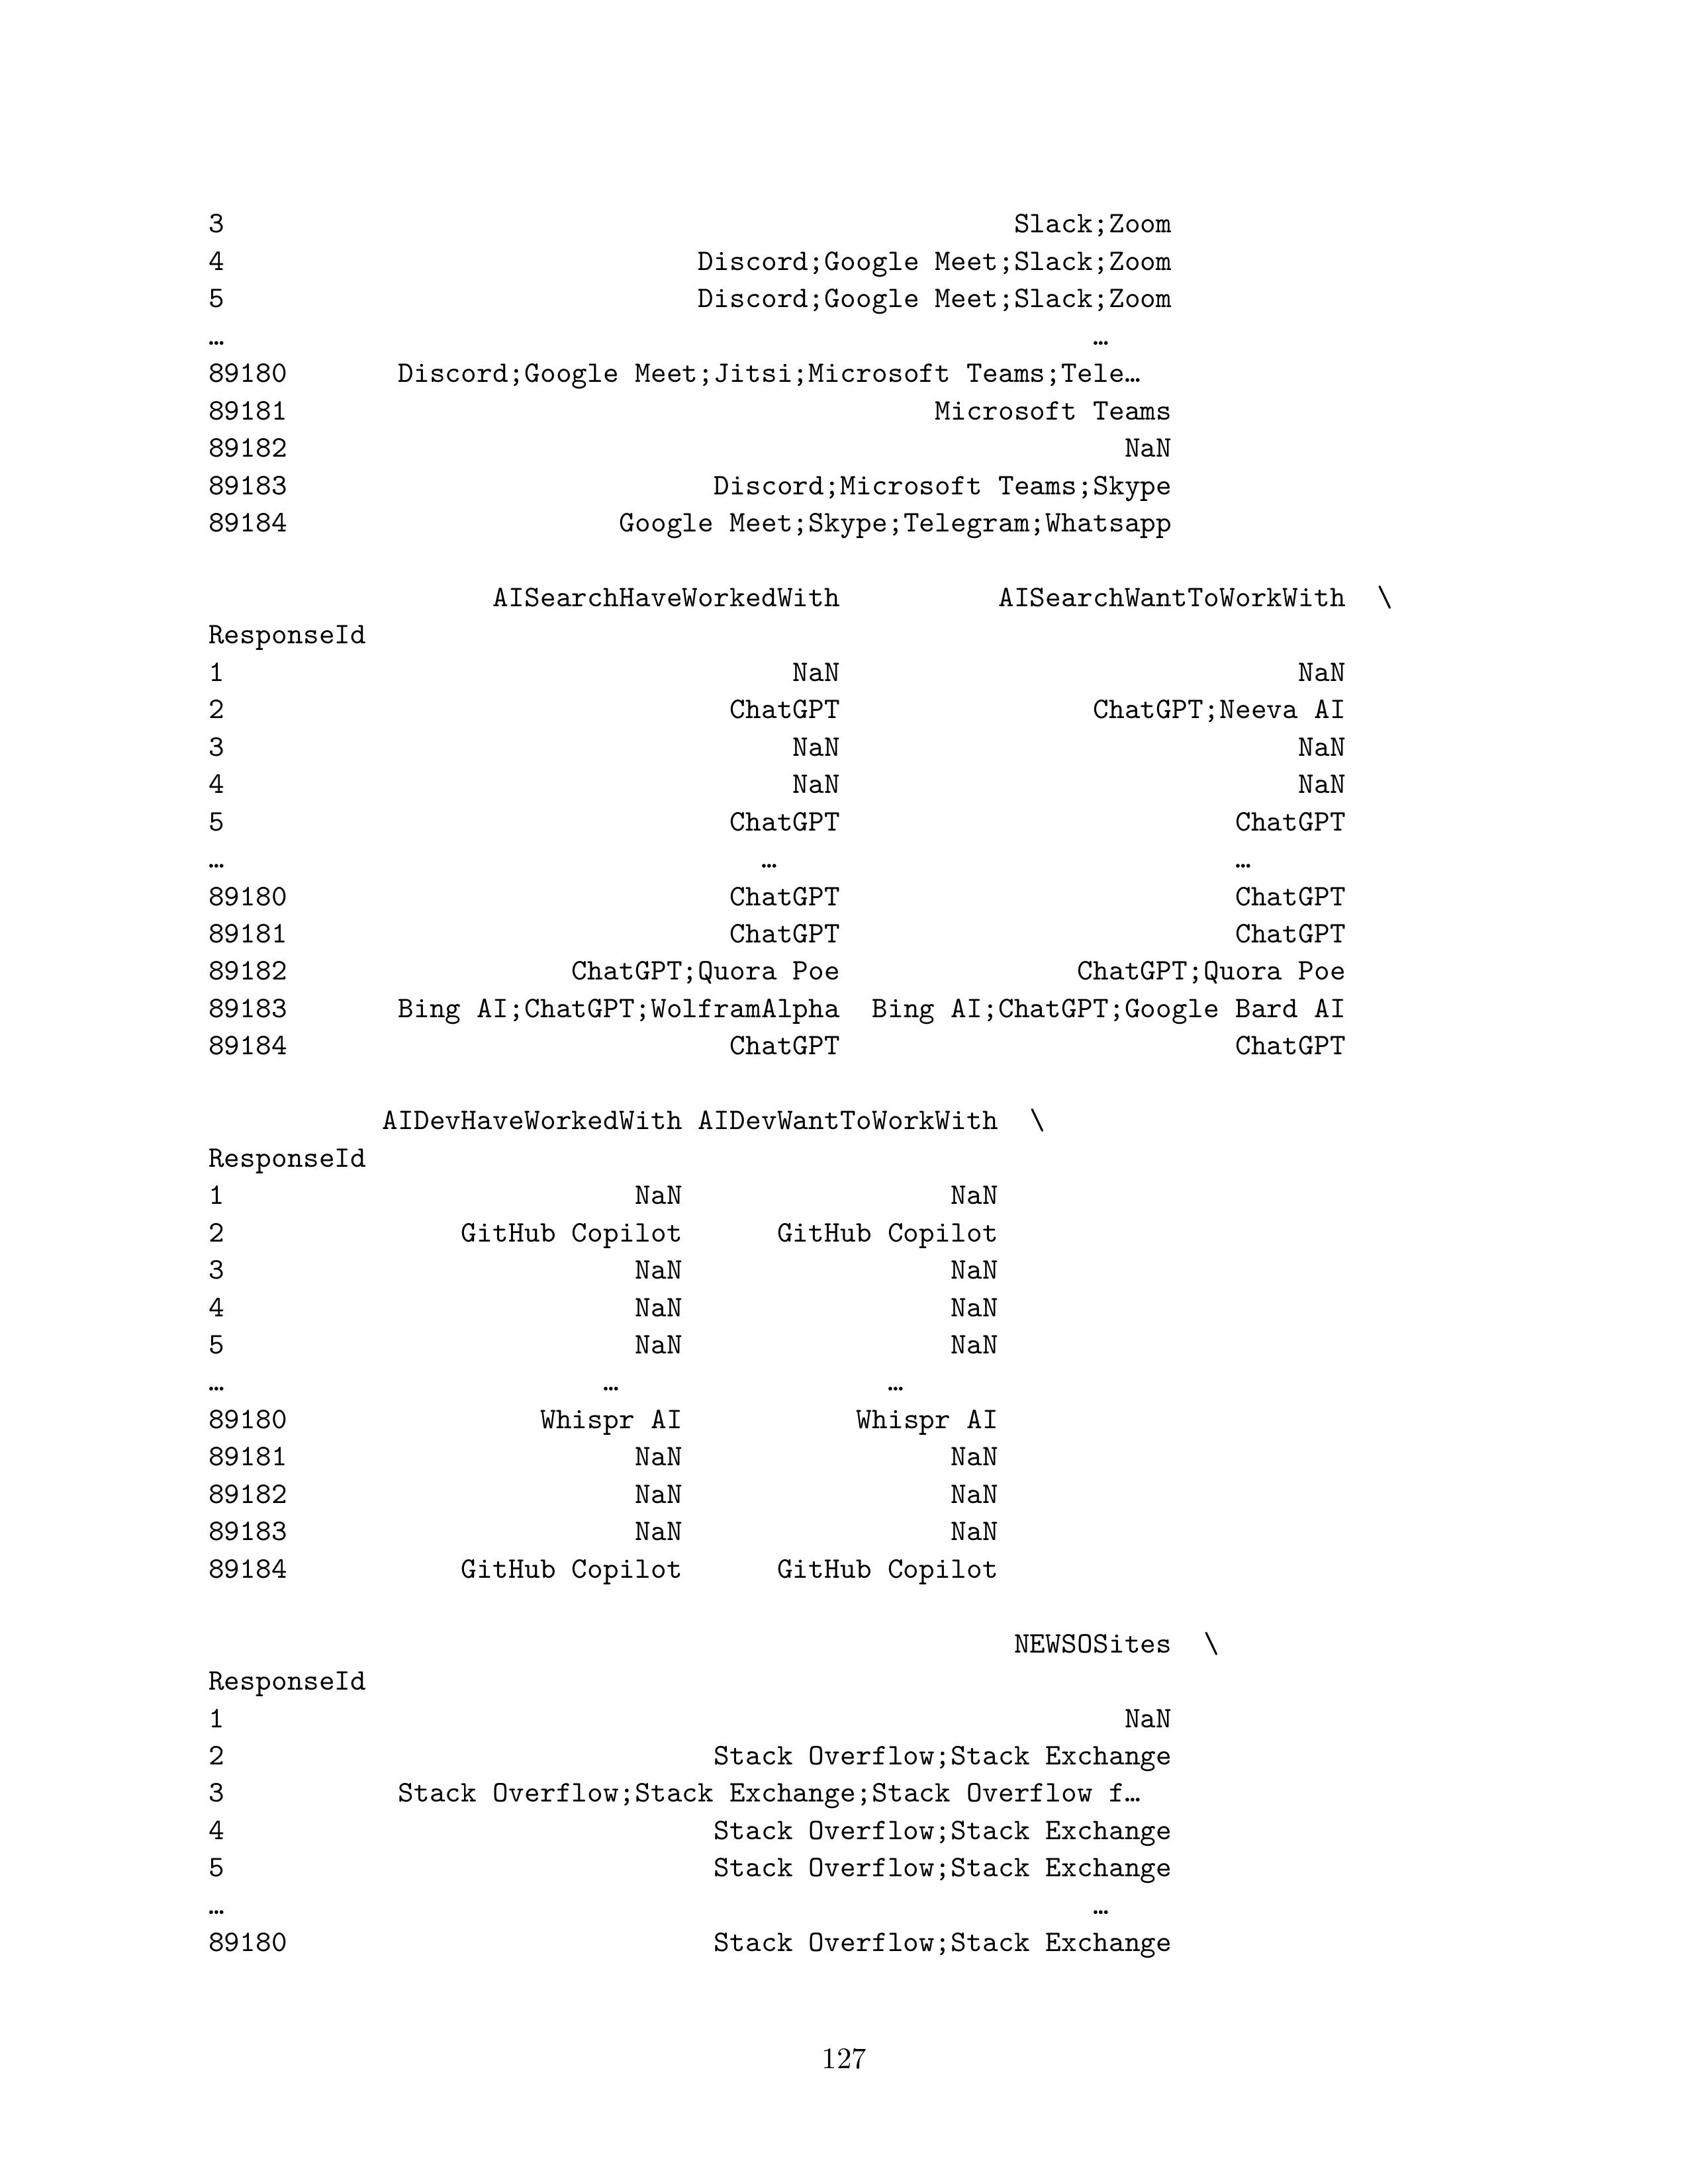 3 Slack;Zoom
4 Discord;Google Meet;Slack;Zoom
5 Discord;Google Meet;Slack;Zoom
… …
89180 Discord;Google Meet;Jitsi;Microsoft Teams;Tele…
89181 Microsoft Teams
89182 NaN
89183 Discord;Microsoft Teams;Skype
89184 Google Meet;Skype;Telegram;Whatsapp
AISearchHaveWorkedWith AISearchWantToWorkWith \
ResponseId
1 NaN NaN
2 ChatGPT ChatGPT;Neeva AI
3 NaN NaN
4 NaN NaN
5 ChatGPT ChatGPT
… … …
89180 ChatGPT ChatGPT
89181 ChatGPT ChatGPT
89182 ChatGPT;Quora Poe ChatGPT;Quora Poe
89183 Bing AI;ChatGPT;WolframAlpha Bing AI;ChatGPT;Google Bard AI
89184 ChatGPT ChatGPT
AIDevHaveWorkedWith AIDevWantToWorkWith \
ResponseId
1 NaN NaN
2 GitHub Copilot GitHub Copilot
3 NaN NaN
4 NaN NaN
5 NaN NaN
… … …
89180 Whispr AI Whispr AI
89181 NaN NaN
89182 NaN NaN
89183 NaN NaN
89184 GitHub Copilot GitHub Copilot
NEWSOSites \
ResponseId
1 NaN
2 Stack Overflow;Stack Exchange
3 Stack Overflow;Stack Exchange;Stack Overflow f…
4 Stack Overflow;Stack Exchange
5 Stack Overflow;Stack Exchange
… …
89180 Stack Overflow;Stack Exchange
127